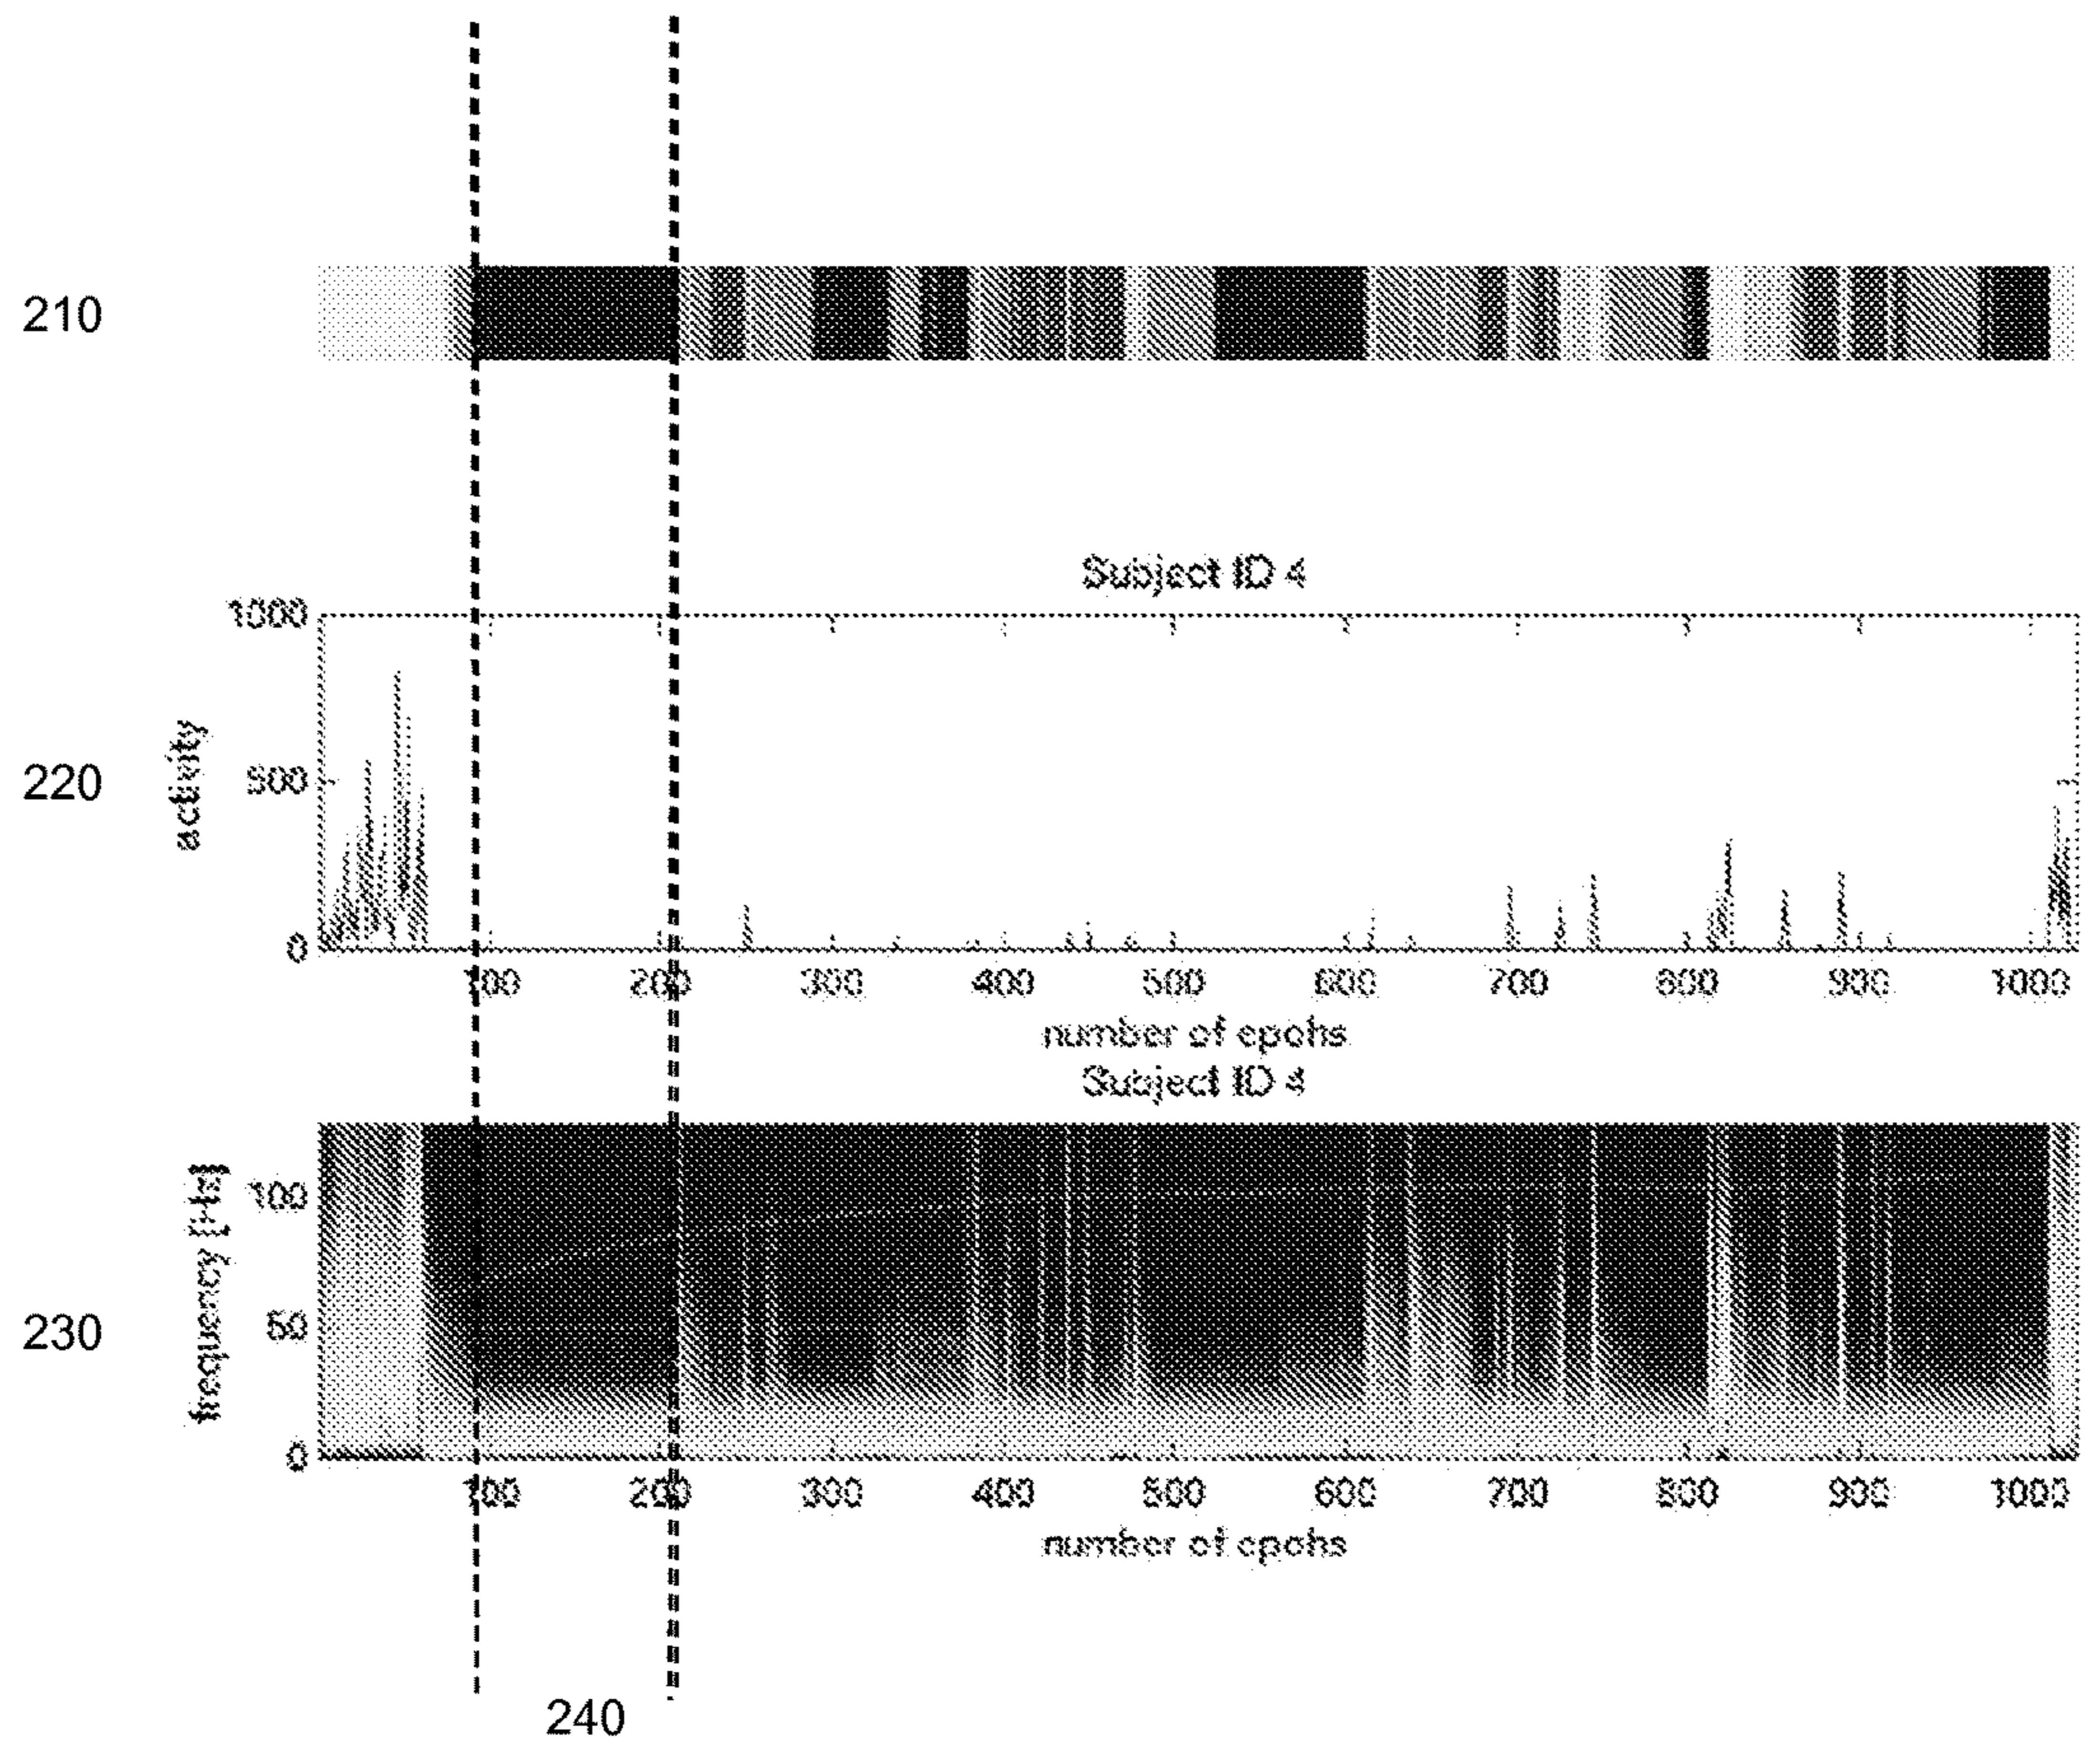 210
Subject ID 4
1000
500
0
activity
220
100 200 300 400 500 600 700 800 900 1000
number of epohs
Subject ID 4
100
50
0
frequency [Hz]
230
100 200 300 400 500 600 700 800 900 1000
number of epohs
240